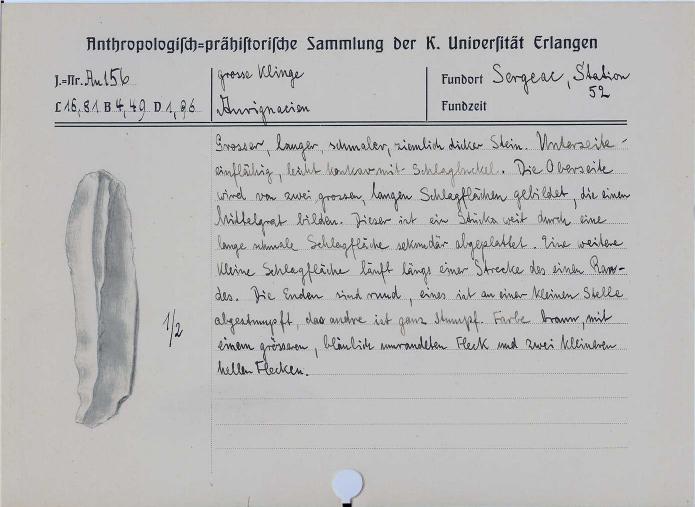 Anthropologisch=prähistorische Sammlung der K. Universität Erlangen
J.=Nr. Au 156
grosse Klinge
Fundort Sergeac, Station
52
L 16,81 B 4,49 D 1,96
Aurignacien
Fundzeit
Grosser, langer, schmaler, ziemlich dicker Stein. Unterseite -
einflächig, leicht konkav mit Schlagbuckel. Die Oberseite
wird von zwei grossen, langen Schlagflächen gebildet, die einen
Mittelgrat bilden. Dieser ist ein Stück weit durch eine
lange schmale Schlagfläche sekundär abgeplattet. Eine weitere
kleine Schlagfläche läuft längs einer Strecke des einen Ran-
des. Die Enden sind rund, eines ist an einer kleinen Stelle
abgestumpft, das andre ist ganz stumpf. Farbe braun, mit
einem grösseren, bläulich umrandeten Fleck und zwei kleineren
hellen Flecken.
1/2